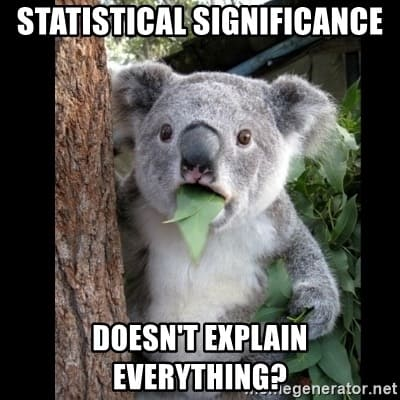 STATISTICAL SIGNIFICANCE
DOESN'T EXPLAIN
EVERYTHING?
memegenerator.net